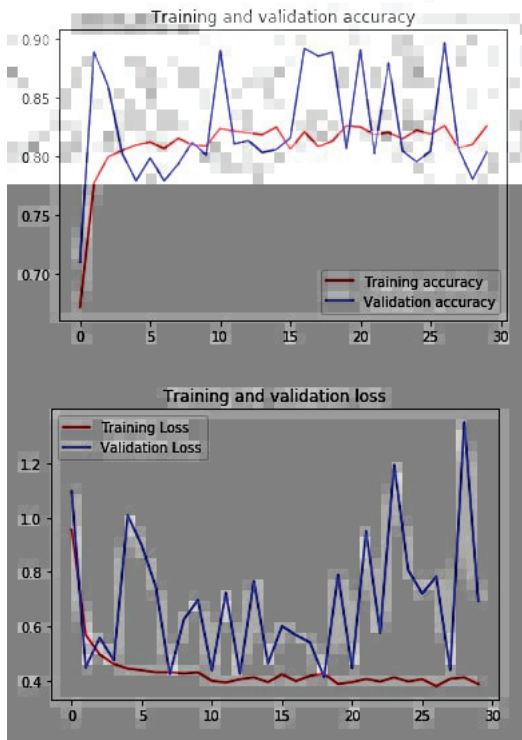 Training and validation accuracy
0.90
0.85
0.80
0.75
0.70
Training accuracy
Validation accuracy
0 5 10 15 20 25 30
Training and validation loss
Training Loss
Validation Loss
1.2
1.0
0.8
0.6
0.4
0 5 10 15 20 25 30